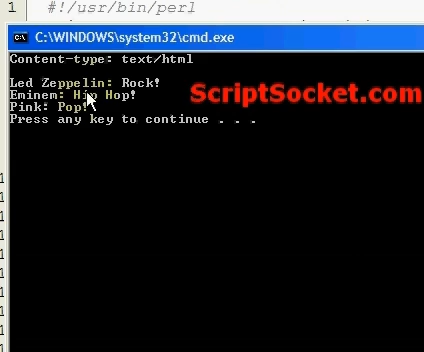 1 #!/usr/bin/perl
C:\WINDOWS\system32\cmd.exe
Content-type: text/html
Led Zeppelin: Rock!
ScriptSocket.com
Eminem: Hip Hop!
Pink: Pop!
Press any key to continue . . .